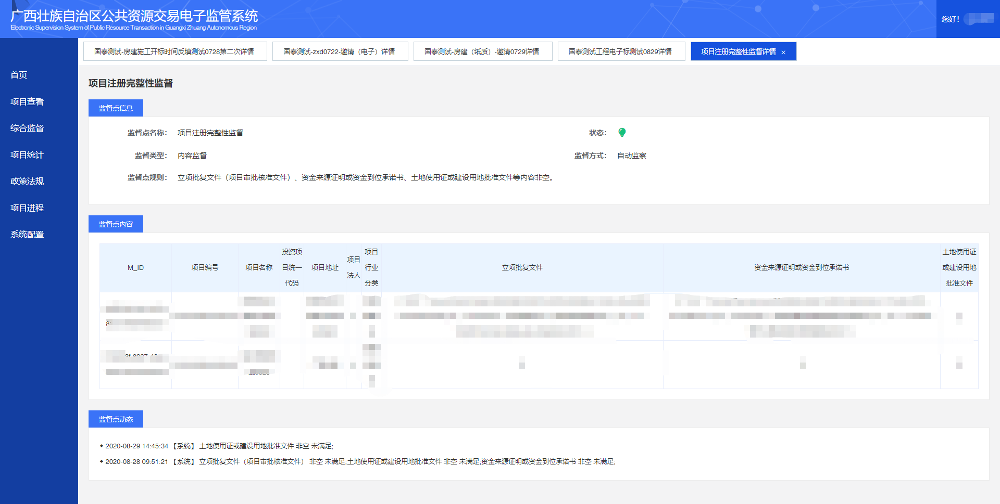 广西壮族自治区公共资源交易电子监管系统
Electronic Supervision System of Public Resource Transaction in Guangxi Zhuang Autonomous Region
您好!
国泰测试-房建施工开标时间反填测试0728第二次详情
国泰测试-zxd0722-邀请（电子）详情
国泰测试-房建（纸质）-邀请0729详情
国泰测试工程电子标测试0829详情
项目注册完整性监督详情 ×
首页
项目查看
综合监督
项目统计
政策法规
项目进程
系统配置
项目注册完整性监督
监督点信息
监督点名称： 项目注册完整性监督
状态：
监督类型： 内容监督
监督方式： 自动监察
监督点规则： 立项批复文件（项目审批核准文件）、资金来源证明或资金到位承诺书、土地使用证或建设用地批准文件等内容非空。
监督点内容
M_ID
项目编号
项目名称
投资项
目统一
代码
项目地址
项目
法人
项目
行业
分类
立项批复文件
资金来源证明或资金到位承诺书
土地使用证
或建设用地
批准文件
监督点动态
2020-08-29 14:45:34 【系统】 土地使用证或建设用地批准文件 非空 未满足;
2020-08-28 09:51:21 【系统】 立项批复文件（项目审批核准文件） 非空 未满足;土地使用证或建设用地批准文件 非空 未满足;资金来源证明或资金到位承诺书 非空 未满足;